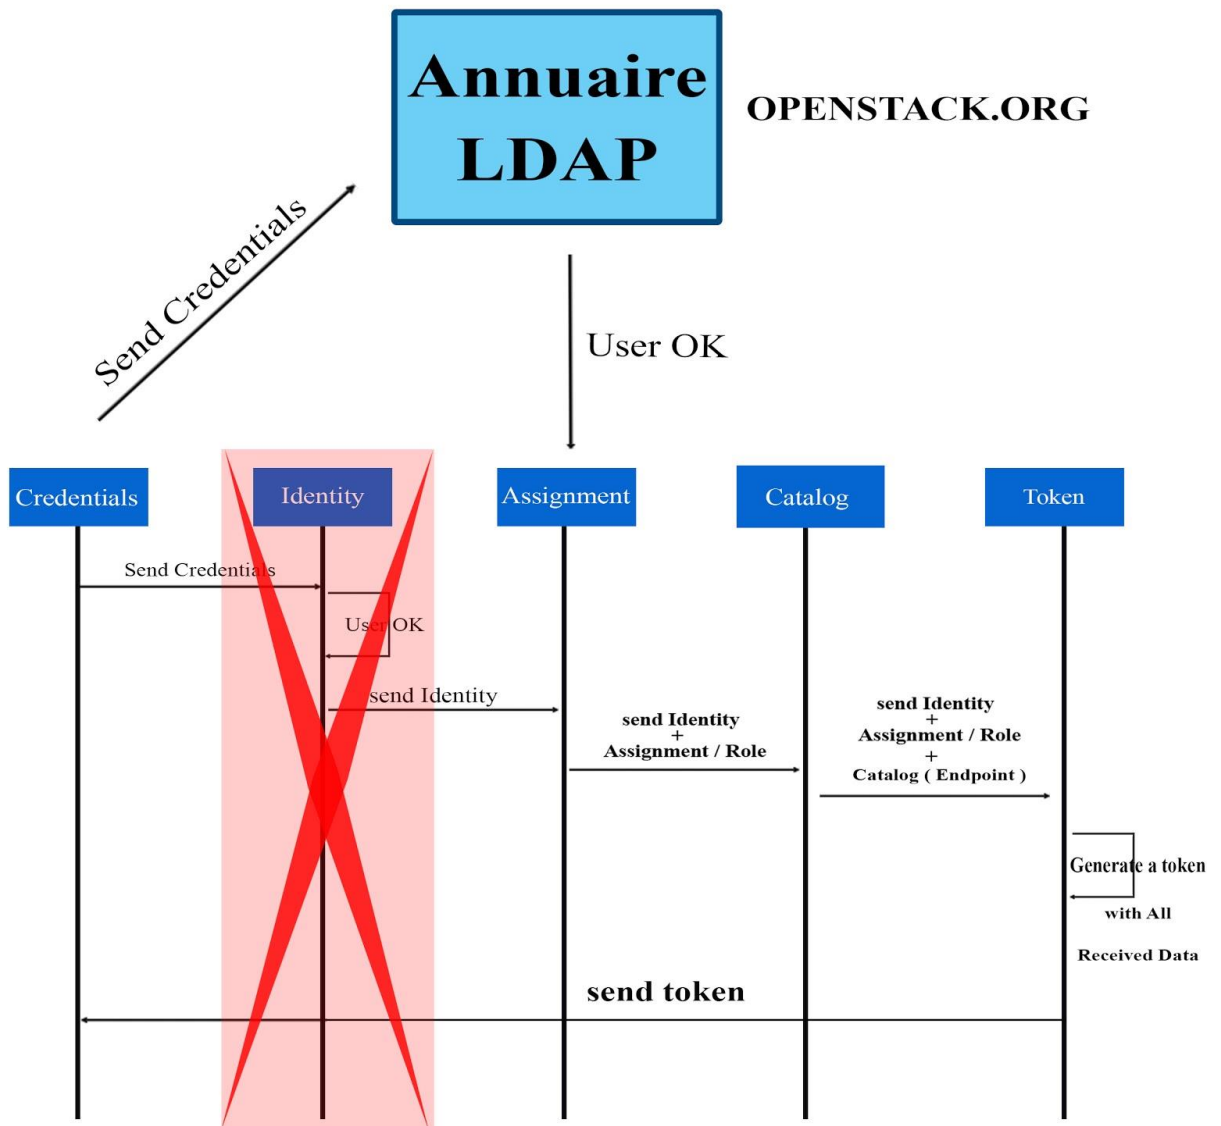 Annuaire
LDAP
OPENSTACK.ORG
Send Credentials
User OK
Credentials
Identity
Assignment
Catalog
Token
Send Credentials
User OK
send Identity
send Identity
+
Assignment / Role
send Identity
+
Assignment / Role
+
Catalog ( Endpoint )
Generate a token
with All
Received Data
send token